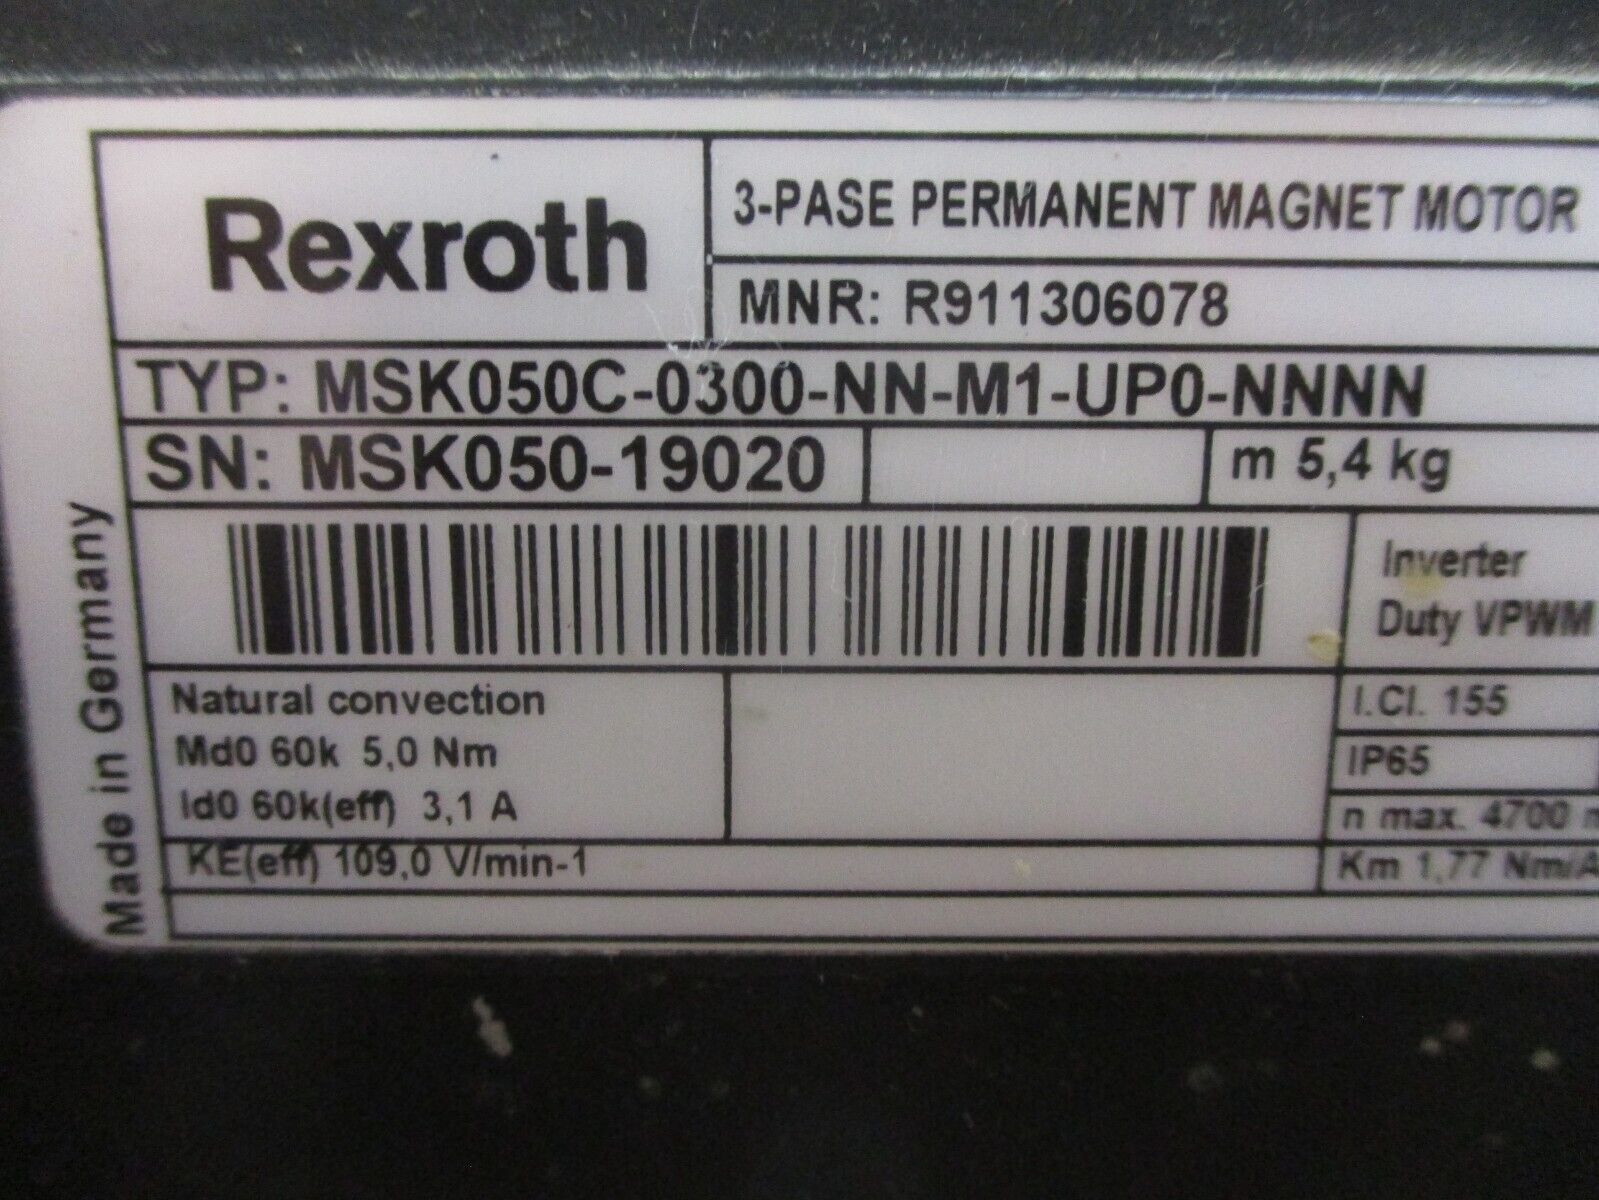 Rexroth
3-PASE PERMANENT MAGNET MOTOR
MNR: R911306078
TYP: MSK050C-0300-NN-M1-UP0-NNNN
SN: MSK050-19020
m 5,4 kg
Inverter
Duty VPWM
Natural convection
Md0 60k 5,0 Nm
Id0 60k(eff) 3,1 A
I.Cl. 155
IP65
n max. 4700
KE(eff) 109,0 V/min-1
Km 1,77 Nm/A
Made in Germany